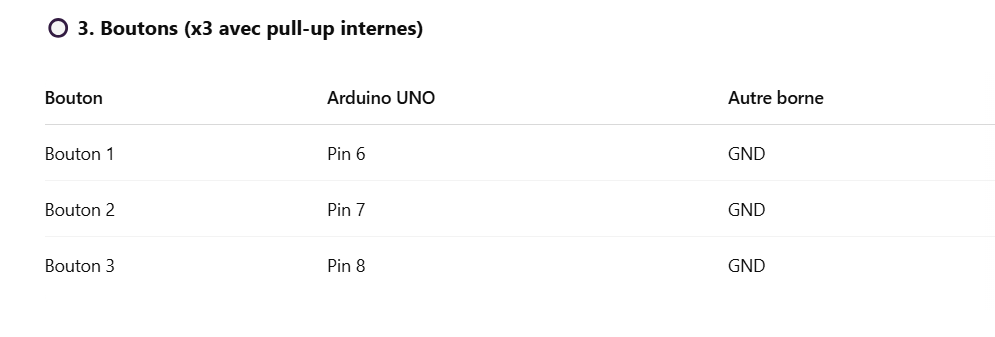 3. Boutons (x3 avec pull-up internes)
Bouton Arduino UNO Autre borne
Bouton 1 Pin 6 GND
Bouton 2 Pin 7 GND
Bouton 3 Pin 8 GND